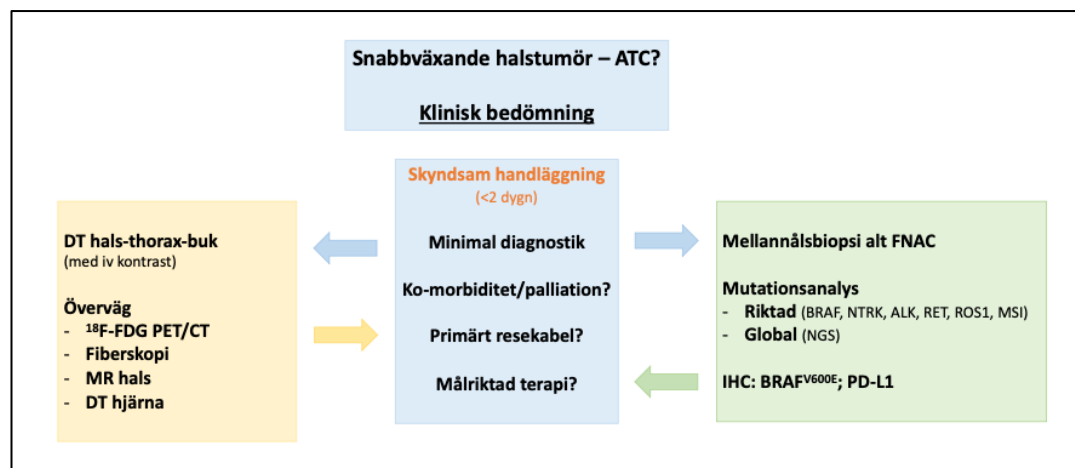 Snabbväxande halstumör – ATC?
Klinisk bedömning
Skyndsam handläggning
(<2 dygn)
Minimal diagnostik
Ko-morbiditet/palliation?
Primärt resekabel?
Målriktad terapi?
DT hals-thorax-buk
(med iv kontrast)
Överväg
- ¹⁸F-FDG PET/CT
- Fiberskopi
- MR hals
- DT hjärna
Mellannålsbiopsi alt FNAC
Mutationsanalys
- Riktad (BRAF, NTRK, ALK, RET, ROS1, MSI)
- Global (NGS)
IHC: BRAFⱽ⁶⁰⁰ᴱ; PD-L1